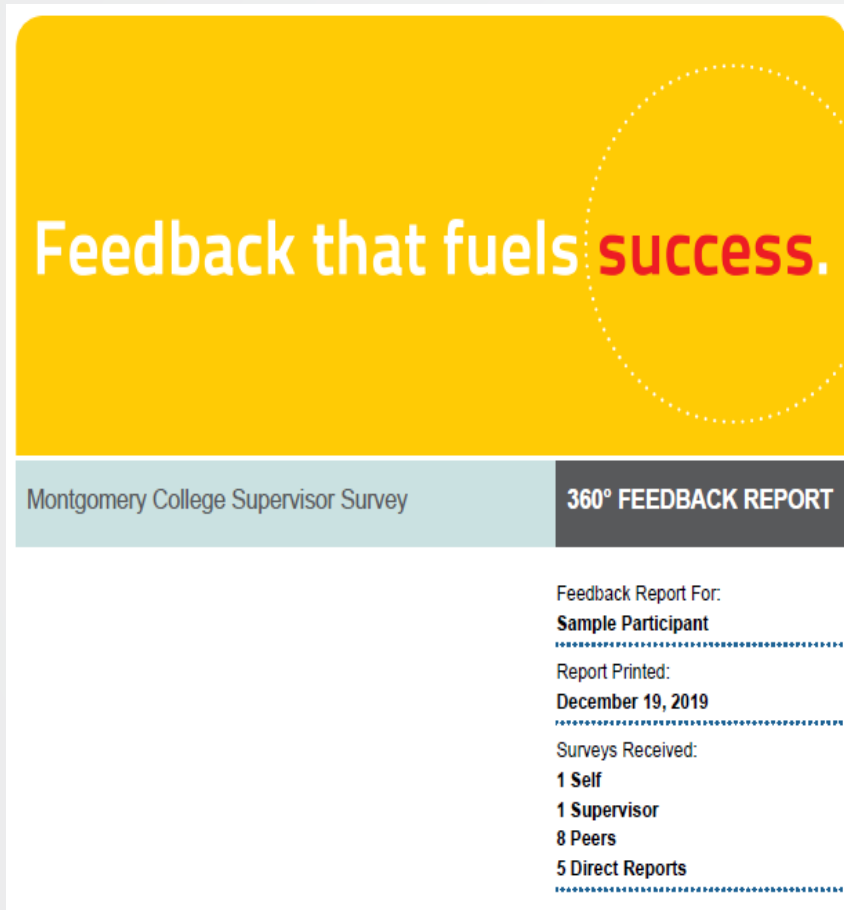 Feedback that fuels success.
Montgomery College Supervisor Survey
360° FEEDBACK REPORT
Feedback Report For:
Sample Participant
Report Printed:
December 19, 2019
Surveys Received:
1 Self
1 Supervisor
8 Peers
5 Direct Reports